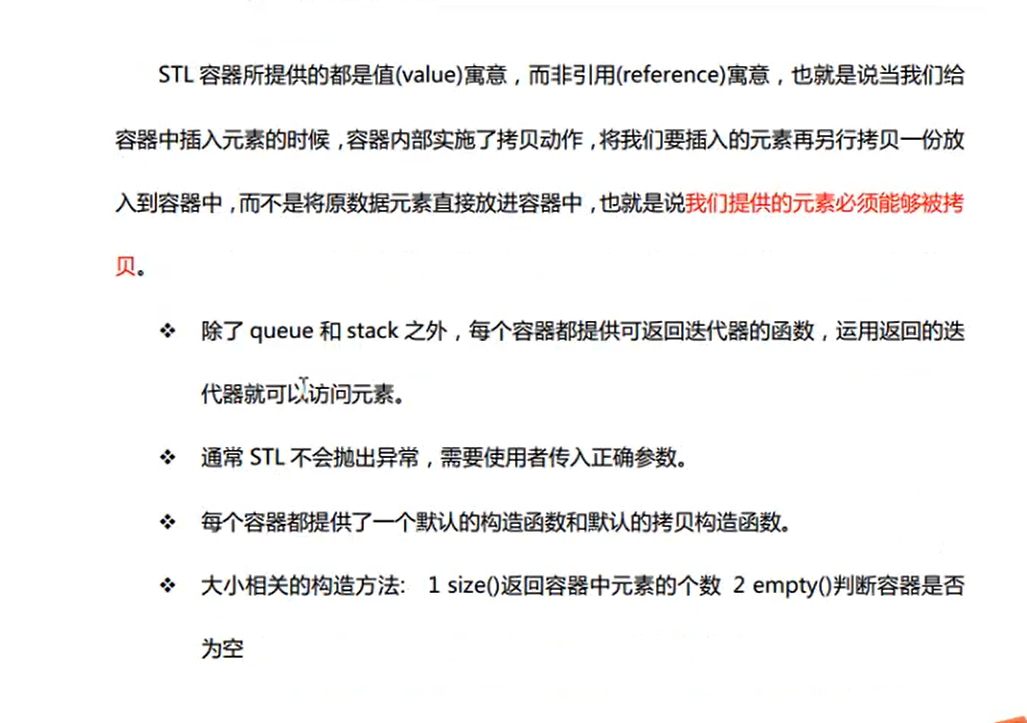 STL 容器所提供的都是值(value)寓意，而非引用(reference)寓意，也就是说当我们给
容器中插入元素的时候，容器内部实施了拷贝动作，将我们要插入的元素再另行拷贝一份放
入到容器中，而不是将原数据元素直接放进容器中，也就是说我们提供的元素必须能够被拷
贝。
❖ 除了 queue 和 stack 之外，每个容器都提供可返回迭代器的函数，运用返回的迭
代器就可以访问元素。
❖ 通常 STL 不会抛出异常，需要使用者传入正确参数。
❖ 每个容器都提供了一个默认的构造函数和默认的拷贝构造函数。
❖ 大小相关的构造方法: 1 size()返回容器中元素的个数 2 empty()判断容器是否
为空